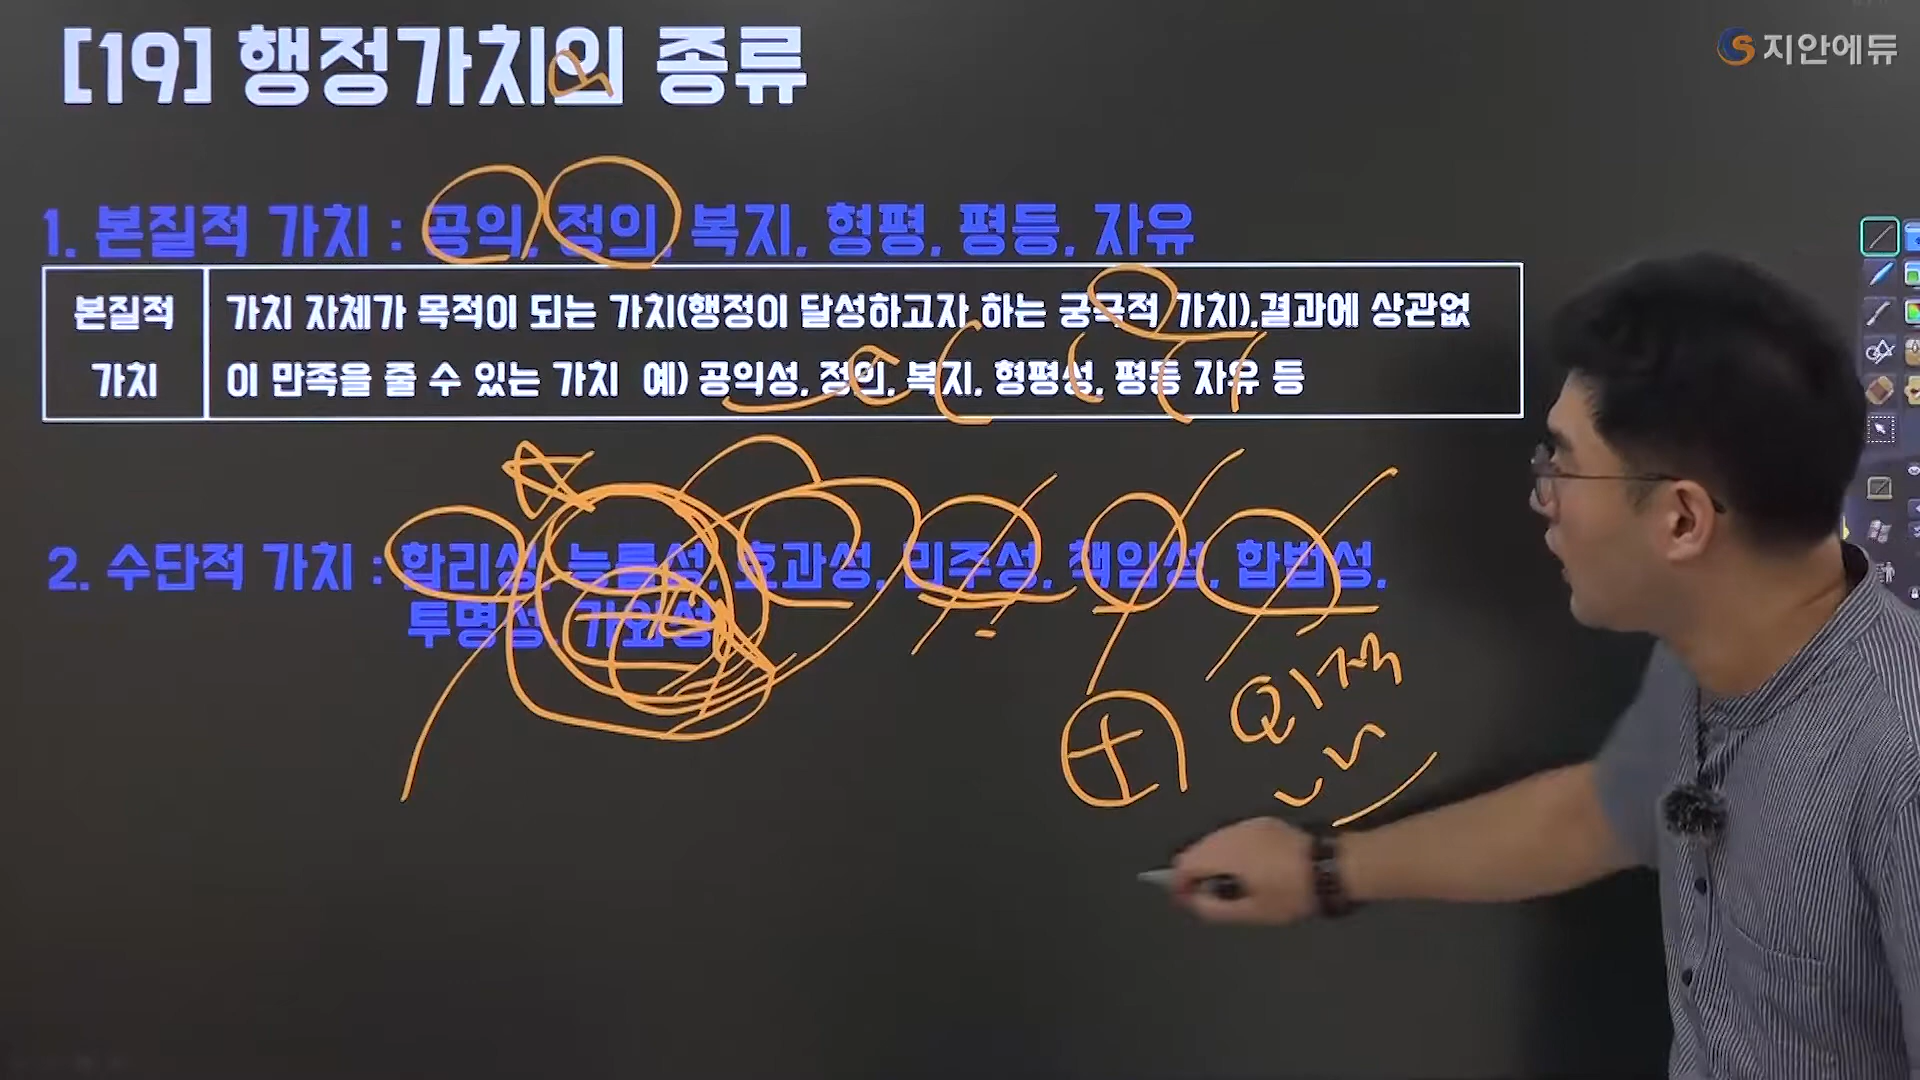 [19] 행정가치의 종류
지안에듀
1. 본질적 가치 : 공익, 정의, 복지, 형평, 평등, 자유
본질적 가치
가치 자체가 목적이 되는 가치(행정이 달성하고자 하는 궁극적 가치),결과에 상관없
이 만족을 줄 수 있는 가치 예) 공익성, 정의, 복지, 형평성, 평등 자유 등
2. 수단적 가치 : 합리성, 능률성, 효과성, 민주성, 책임성, 합법성,
투명성, 가외성